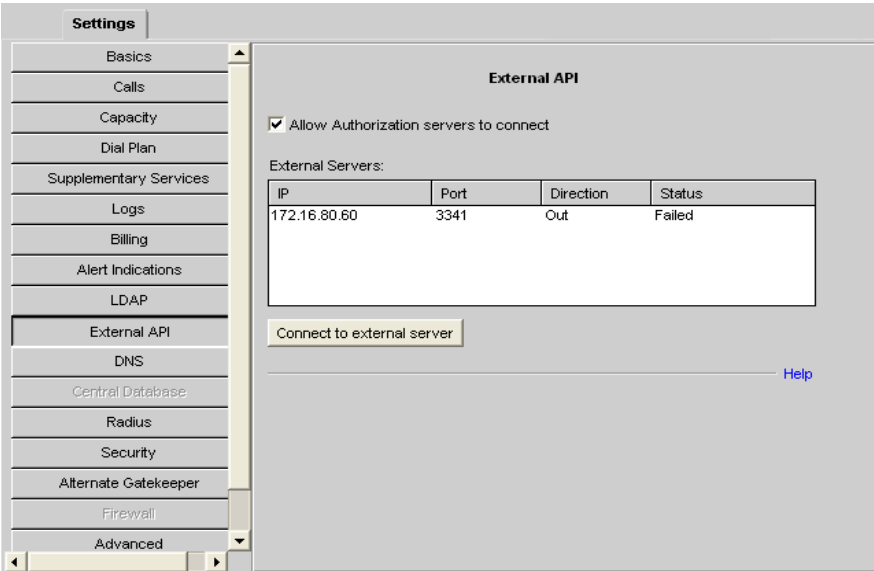 Settings
Basics
Calls
Capacity
Dial Plan
Supplementary Services
Logs
Billing
Alert Indications
LDAP
External API
DNS
Central Database
Radius
Security
Alternate Gatekeeper
Firewall
Advanced
External API
Allow Authorization servers to connect
External Servers:
IP Port Direction Status
172.16.80.60 3341 Out Failed
Connect to external server
Help